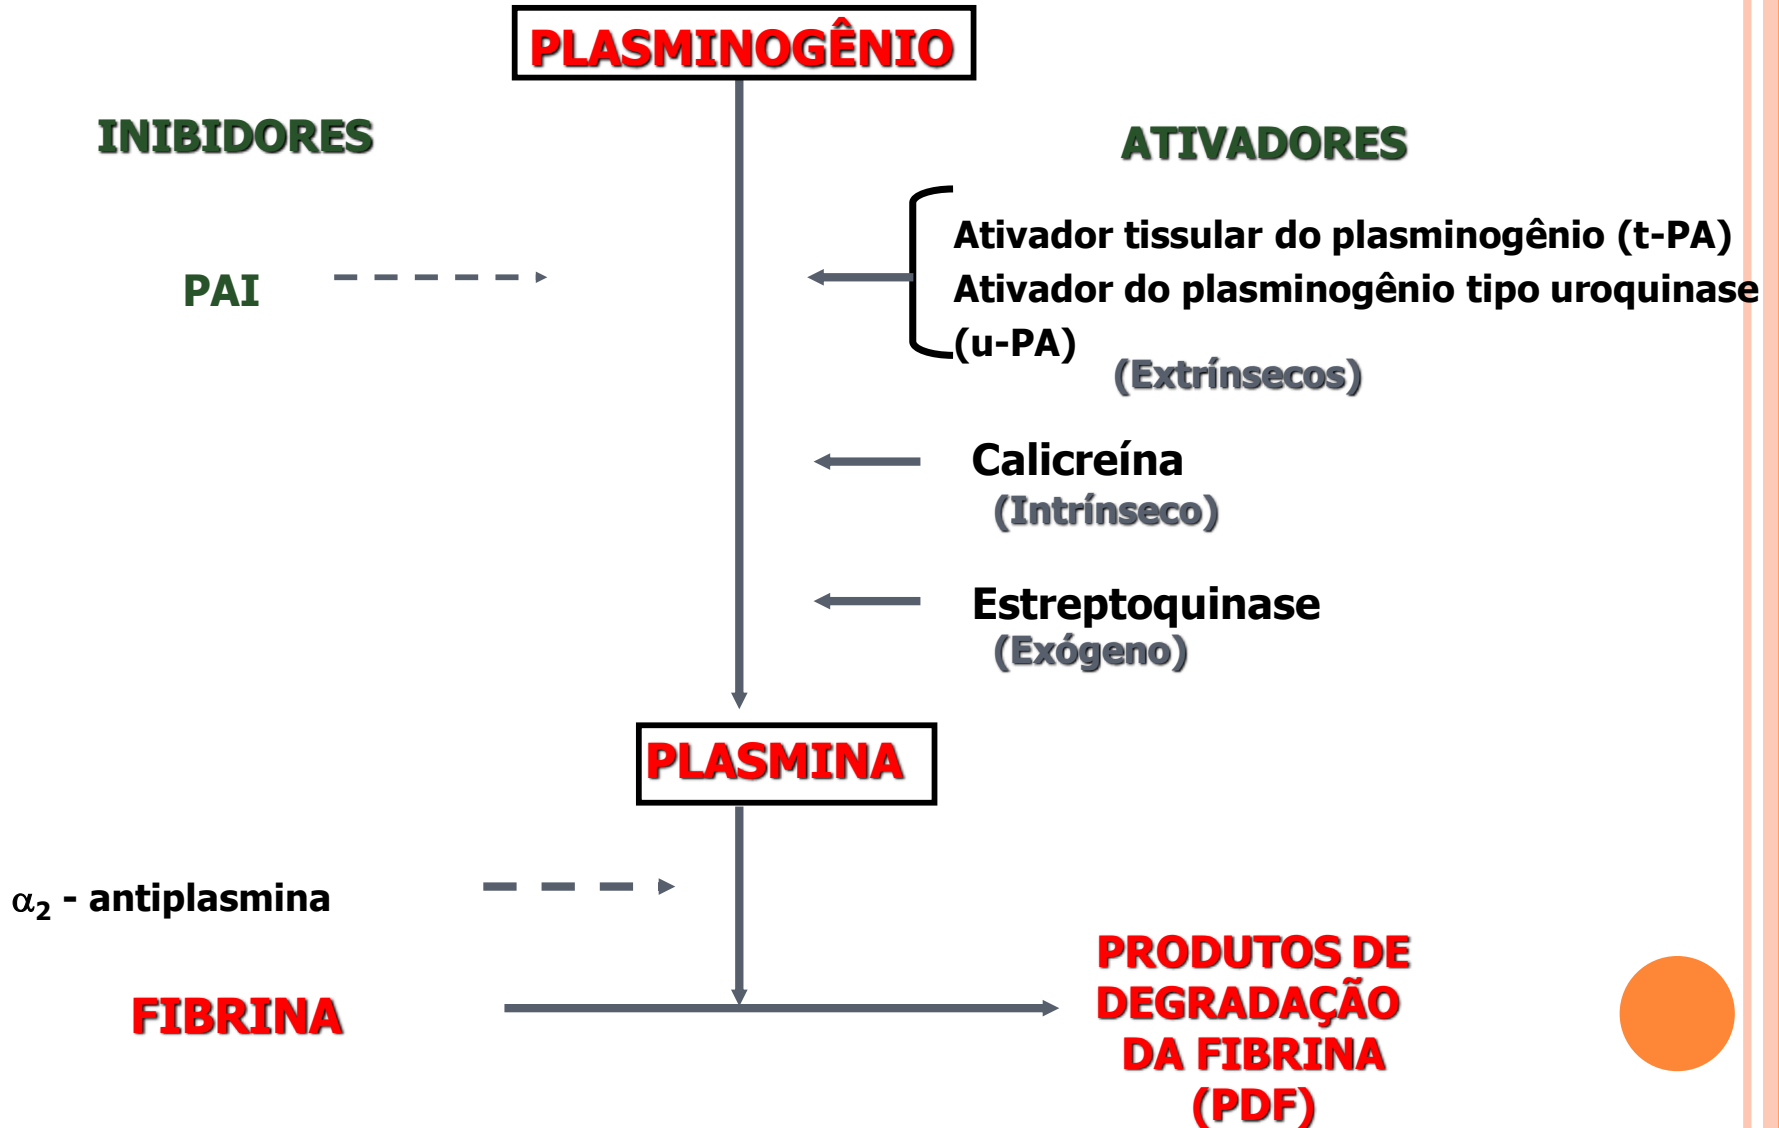 PLASMINOGÊNIO
INIBIDORES
ATIVADORES
Ativador tissular do plasminogênio (t-PA)
PAI
Ativador do plasminogênio tipo uroquinase
(u-PA)
(Extrínsecos)
Calicreína
(Intrínseco)
Estreptoquinase
(Exógeno)
PLASMINA
α₂ - antiplasmina
FIBRINA
PRODUTOS DE
DEGRADAÇÃO
DA FIBRINA
(PDF)